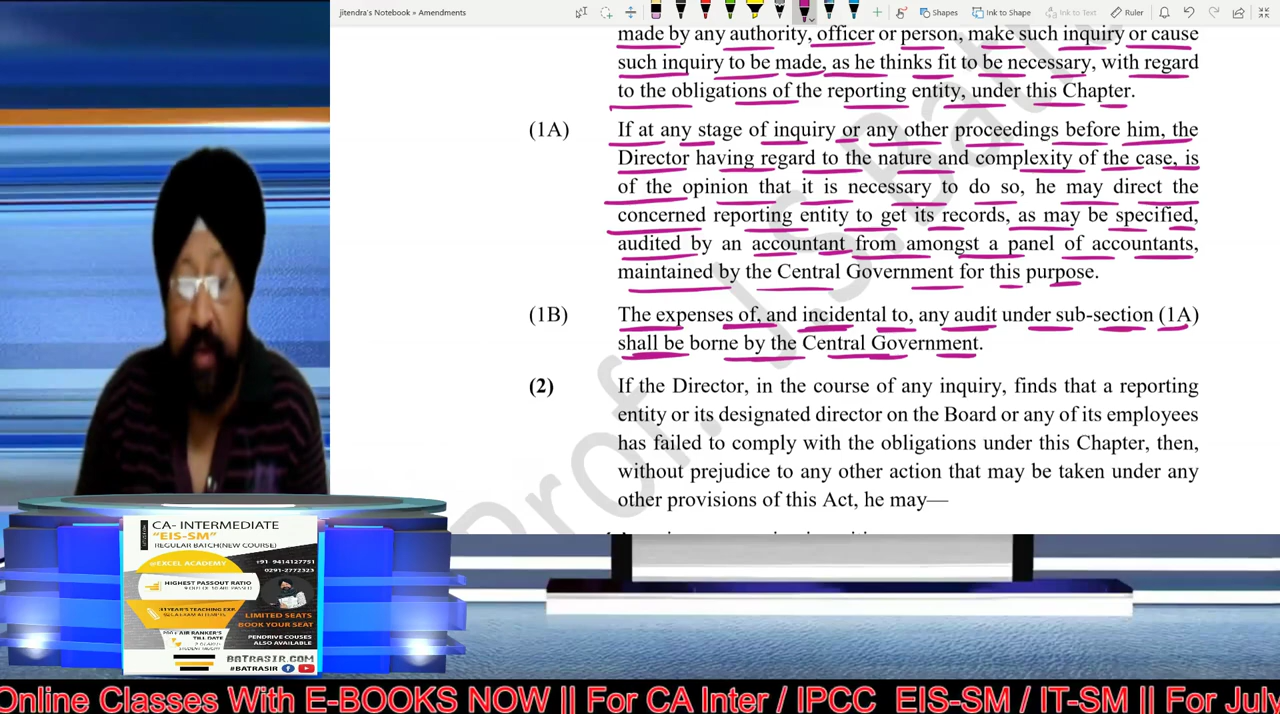 jitendra's Notebook » Amendments
Shapes
Ink to Shape
Ink to Text
Ruler
made by any authority, officer or person, make such inquiry or cause
such inquiry to be made, as he thinks fit to be necessary, with regard
to the obligations of the reporting entity, under this Chapter.
(1A) If at any stage of inquiry or any other proceedings before him, the
Director having regard to the nature and complexity of the case, is
of the opinion that it is necessary to do so, he may direct the
concerned reporting entity to get its records, as may be specified,
audited by an accountant from amongst a panel of accountants,
maintained by the Central Government for this purpose.
(1B) The expenses of, and incidental to, any audit under sub-section (1A)
shall be borne by the Central Government.
(2) If the Director, in the course of any inquiry, finds that a reporting
entity or its designated director on the Board or any of its employees
has failed to comply with the obligations under this Chapter, then,
without prejudice to any other action that may be taken under any
other provisions of this Act, he may—
Prof J.S.Bat
CA- INTERMEDIATE
"EIS-SM"
REGULAR BATCH(NEW COURSE)
@EXCEL ACADEMY
+91 9414127751
0291-2772323
HIGHEST PASSOUT RATIO
LIMITED SEATS
BOOK YOUR SEAT
TILL DATE
PENDRIVE COUSES
ALSO AVAILABLE
BATRASIR.COM
#BATRASIR
Online Classes With E-BOOKS NOW || For CA Inter / IPCC EIS-SM / IT-SM || For July